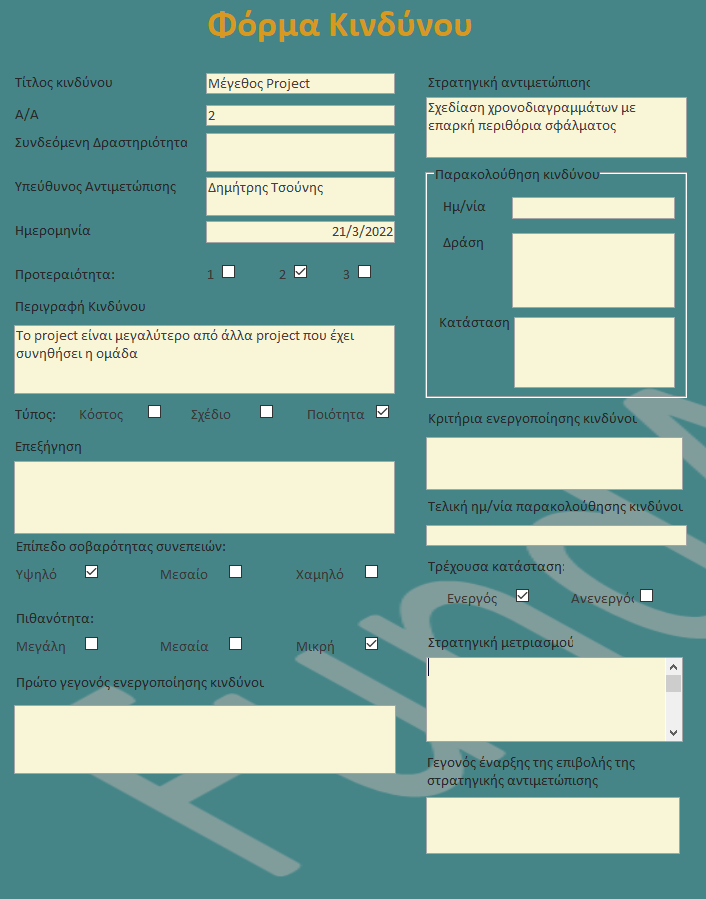 Φόρμα Κινδύνου
Τίτλος κινδύνου
Μέγεθος Project
Α/Α
2
Συνδεόμενη Δραστηριότητα
Υπεύθυνος Αντιμετώπισης
Δημήτρης Τσούνης
Ημερομηνία
21/3/2022
Προτεραιότητα: 1 2 3
Περιγραφή Κινδύνου
Το project είναι μεγαλύτερο από άλλα project που έχει
συνηθήσει η ομάδα
Τύπος: Κόστος Σχέδιο Ποιότητα
Επεξήγηση
Επίπεδο σοβαρότητας συνεπειών:
Υψηλό Μεσαίο Χαμηλό
Πιθανότητα:
Μεγάλη Μεσαία Μικρή
Πρώτο γεγονός ενεργοποίησης κινδύνοι
Στρατηγική αντιμετώπισης
Σχεδίαση χρονοδιαγραμμάτων με
επαρκή περιθόρια σφάλματος
Παρακολούθηση κινδύνου
Ημ/νία
Δράση
Κατάσταση
Κριτήρια ενεργοποίησης κινδύνοι
Τελική ημ/νία παρακολούθησης κινδύνοι
Τρέχουσα κατάσταση:
Ενεργός Ανενεργός
Στρατηγική μετριασμού
Γεγονός έναρξης της επιβολής της
στρατηγικής αντιμετώπισης